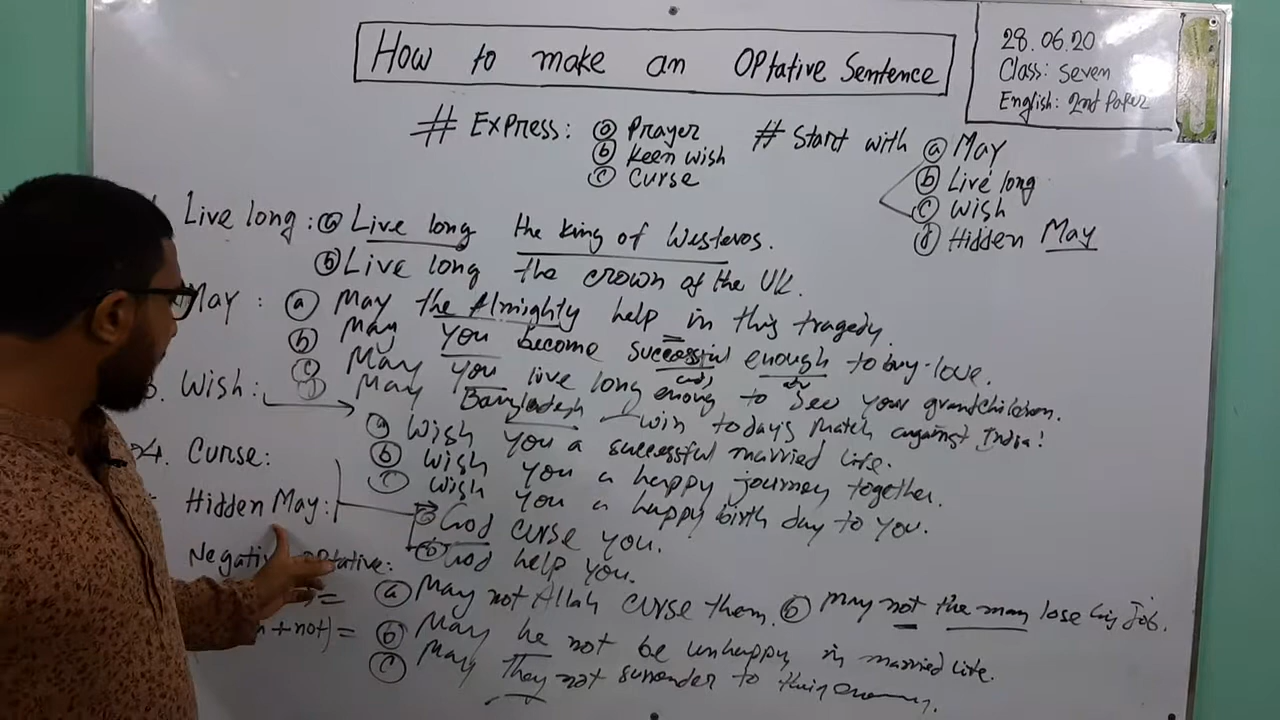 How to make an Optative Sentence
28.06.20
Class: Seven
English: 2nd Paper
# Express: ⓐ Prayer
ⓑ Keen wish
ⓒ Curse
# Start with ⓐ May
ⓑ Live long
ⓒ Wish
ⓓ Hidden May
Live long: ⓐ Live long the king of Westeros.
ⓑ Live long the crown of the UK.
May : ⓐ May the Almighty help in this tragedy.
ⓑ May you become successful enough to buy love.
ⓒ May you live long enoug to see your grandchildren.
ⓓ May Bangladesh win today's match against India!
3. Wish: ⓐ Wish you a successful married life.
ⓑ Wish you a happy journey together.
ⓒ Wish you a happy birth day to you.
4. Curse:
Hidden May: ⓐ God curse you.
ⓑ God help you.
Negative Optative:
= ⓐ May not Allah curse them. ⓑ May not the man lose his job.
+ not) = ⓑ May he not be unhappy in married life.
ⓒ May they not surrender to their enemy.